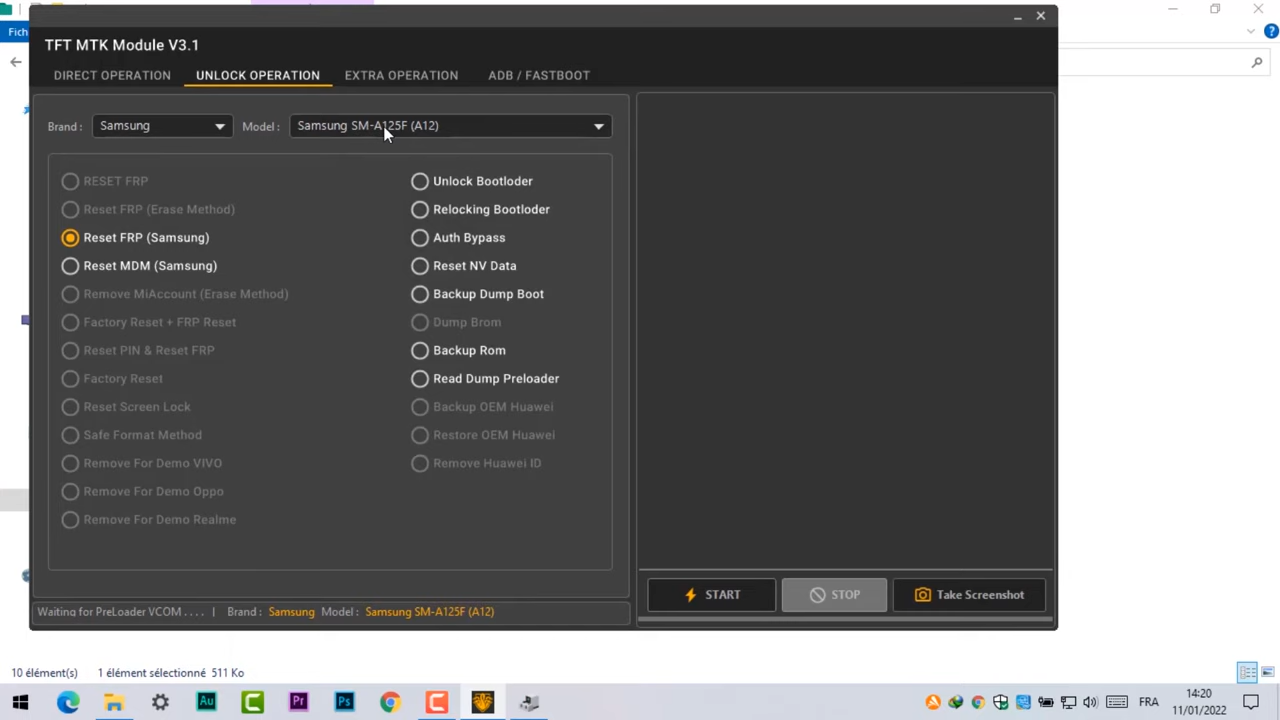 Fich
TFT MTK Module V3.1
DIRECT OPERATION UNLOCK OPERATION EXTRA OPERATION ADB / FASTBOOT
Brand : Samsung Model : Samsung SM-A125F (A12)
RESET FRP Unlock Bootloder
Reset FRP (Erase Method) Relocking Bootloder
Reset FRP (Samsung) Auth Bypass
Reset MDM (Samsung) Reset NV Data
Remove MiAccount (Erase Method) Backup Dump Boot
Factory Reset + FRP Reset Dump Brom
Reset PIN & Reset FRP Backup Rom
Factory Reset Read Dump Preloader
Reset Screen Lock Backup OEM Huawei
Safe Format Method Restore OEM Huawei
Remove For Demo VIVO Remove Huawei ID
Remove For Demo Oppo
Remove For Demo Realme
START STOP Take Screenshot
Waiting for PreLoader VCOM . . . . | Brand : Samsung Model : Samsung SM-A125F (A12)
10 élément(s) 1 élément sélectionné 511 Ko
Au Pr Ps FRA 14:20
11/01/2022